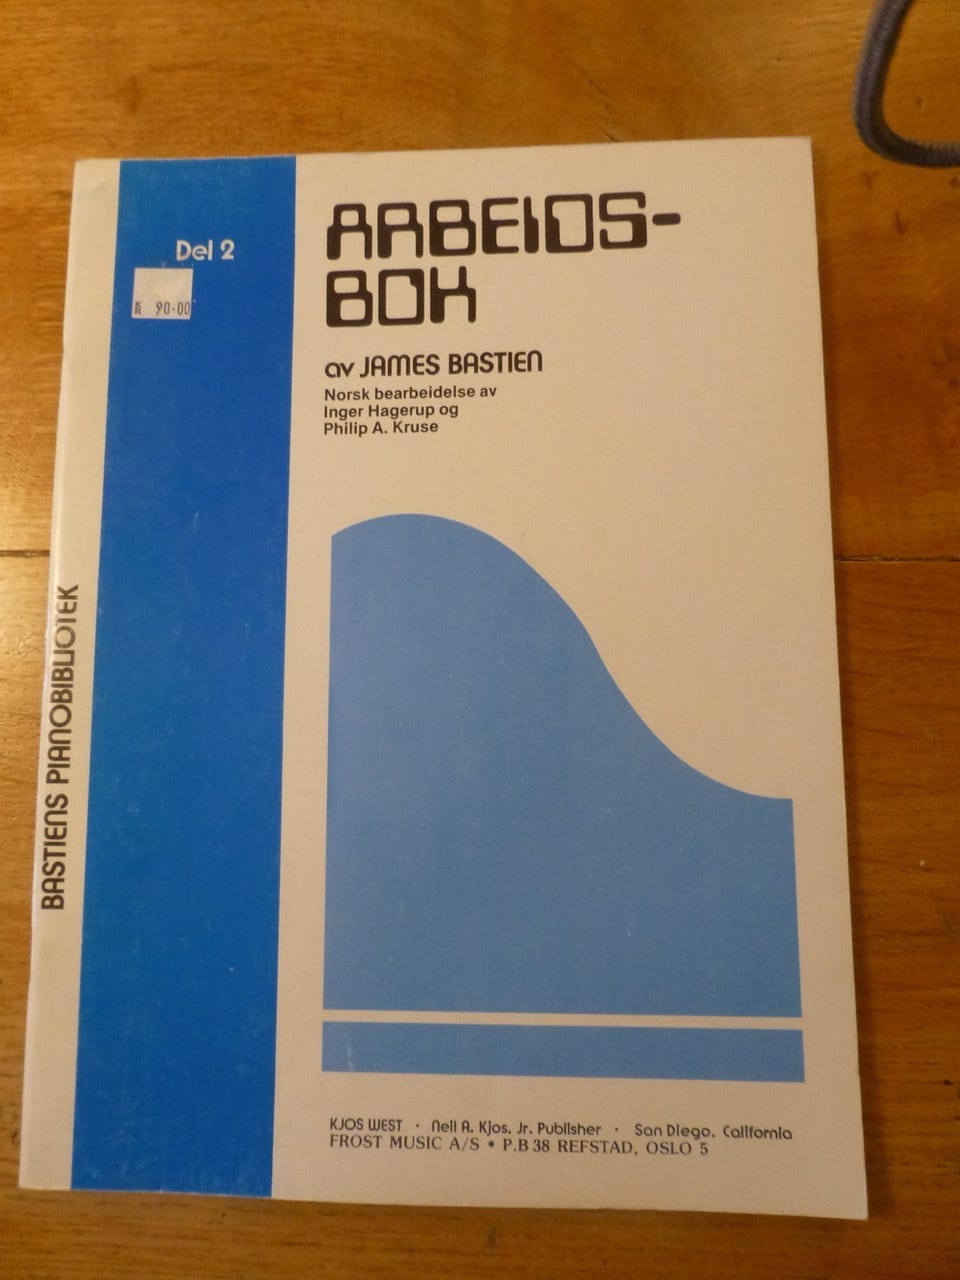 Del 2
KR 90.00
ARBEIDS-
BOK
av JAMES BASTIEN
Norsk bearbeidelse av
Inger Hagerup og
Philip A. Kruse
BASTIENS PIANOBIBLIOTEK
KJOS WEST · Neil A. Kjos, Jr. Publisher · San Diego, California
FROST MUSIC A/S • P.B 38 REFSTAD, OSLO 5